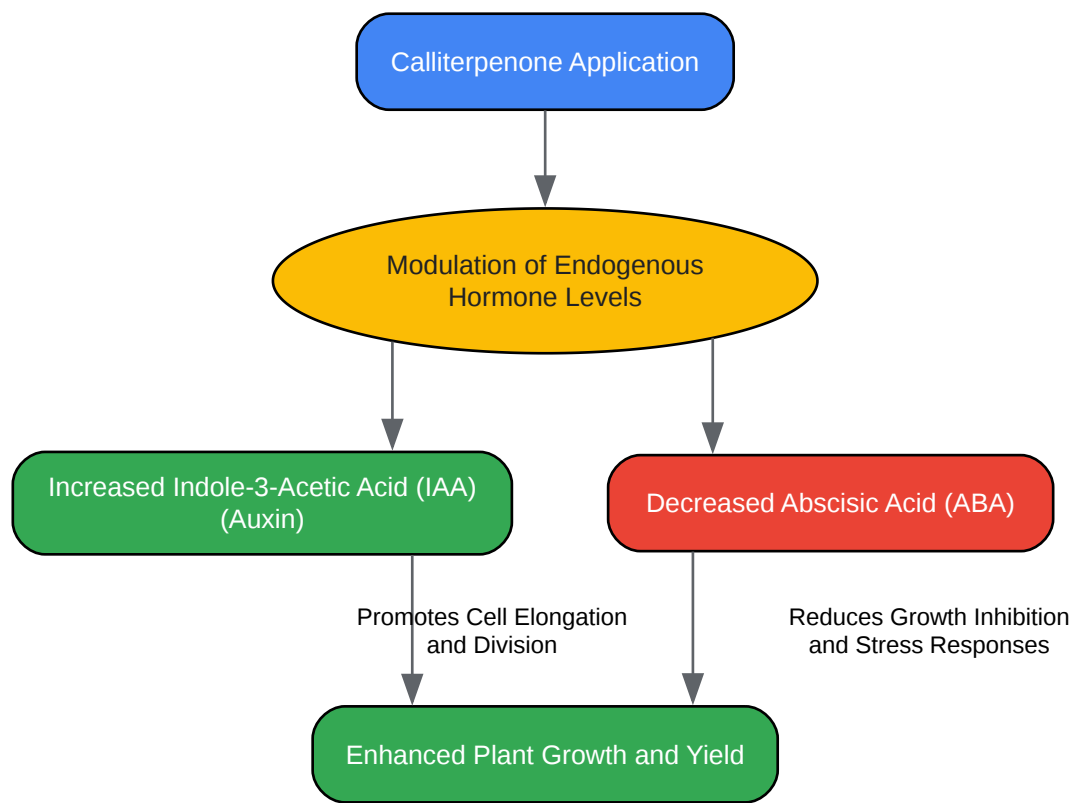 Calliterpenone Application
Modulation of Endogenous
Hormone Levels
Increased Indole-3-Acetic Acid (IAA)
(Auxin)
Decreased Abscisic Acid (ABA)
Promotes Cell Elongation
and Division
Reduces Growth Inhibition
and Stress Responses
Enhanced Plant Growth and Yield